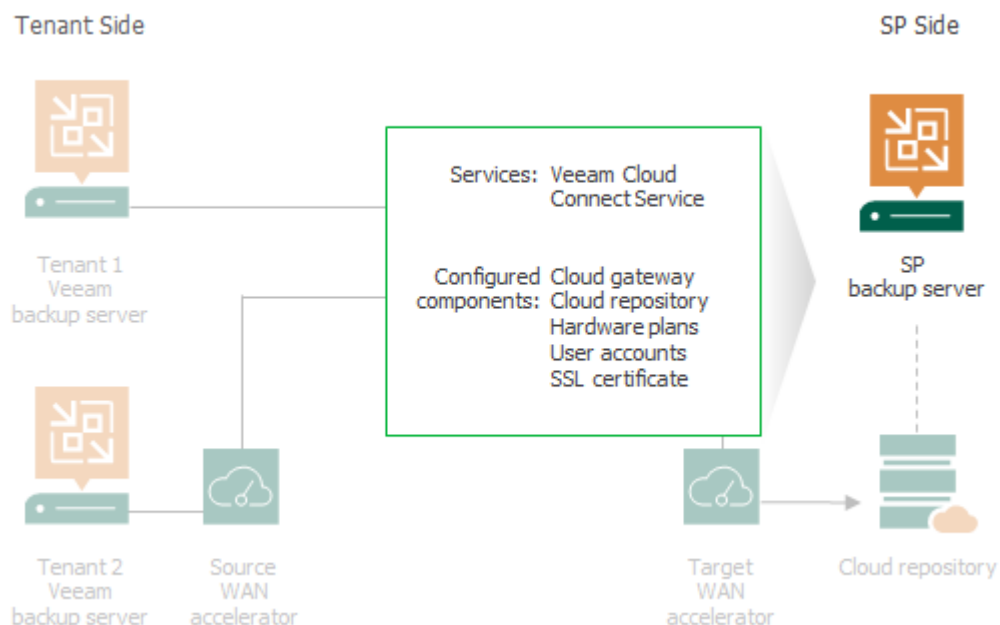 Tenant Side
SP Side
Services: Veeam Cloud
Connect Service
Configured Cloud gateway
components: Cloud repository
Hardware plans
User accounts
SSL certificate
Tenant 1
Veeam
backup server
SP
backup server
Tenant 2
Veeam
backup server
Source
WAN
accelerator
Target
WAN
accelerator
Cloud repository